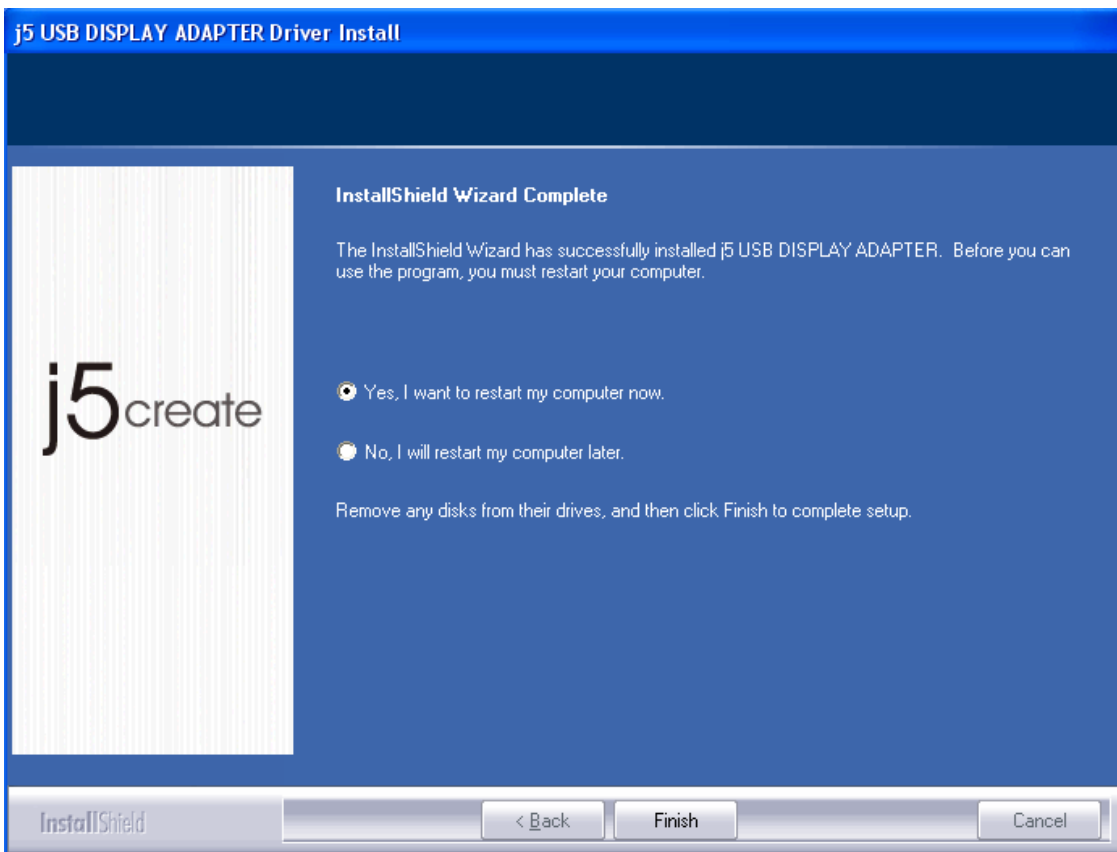 j5 USB DISPLAY ADAPTER Driver Install
InstallShield Wizard Complete
The InstallShield Wizard has successfully installed j5 USB DISPLAY ADAPTER.  Before you can
use the program, you must restart your computer.
j5create
Yes, I want to restart my computer now.
No, I will restart my computer later.
Remove any disks from their drives, and then click Finish to complete setup.
InstallShield
< Back
Finish
Cancel